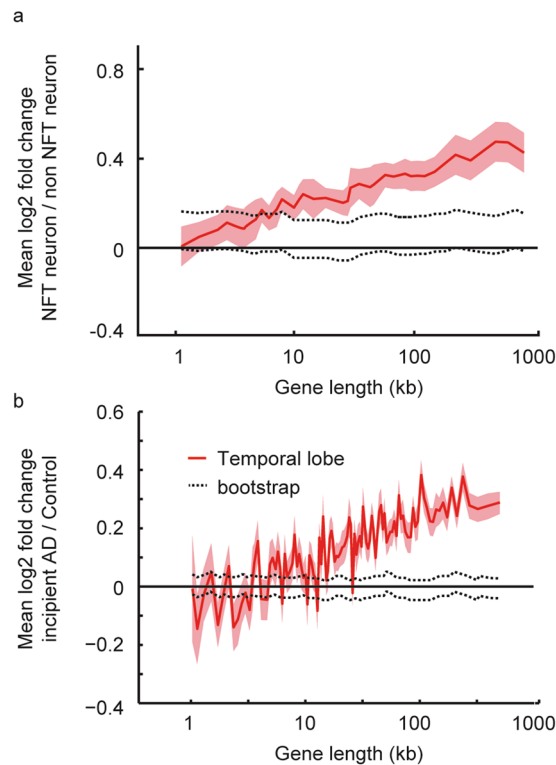 a
Mean log2 fold change
NFT neuron / non NFT neuron
0.8
0.4
0
-0.4
1 10 100 1000
Gene length (kb)
b
Mean log2 fold change
incipient AD / Control
0.6
0.4
0.2
0
−0.2
−0.4
Temporal lobe
bootstrap
1 10 100 1000
Gene length (kb)